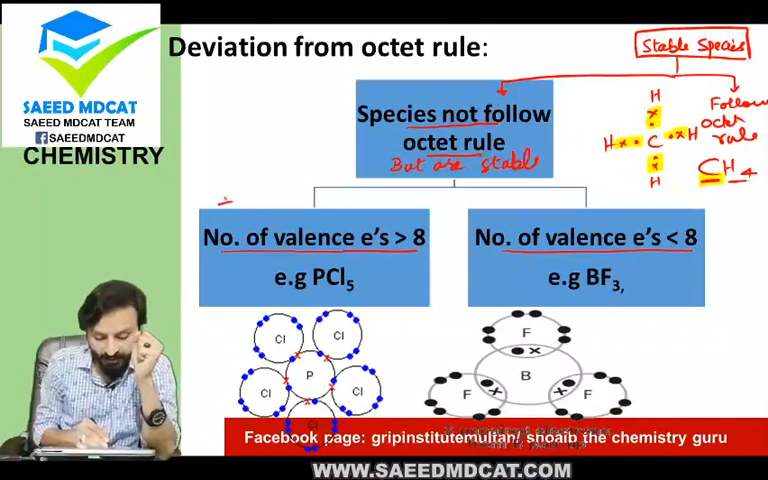 Deviation from octet rule:
Stable Species
SAEED MDCAT
SAEED MDCAT TEAM
SAEEDMDCAT
CHEMISTRY
Species not follow
octet rule
But are stable
H
H C H
H
Follow
octet
rule
CH4
No. of valence e's > 8
e.g PCl5
No. of valence e's < 8
e.g BF3,
Cl Cl
P
Cl Cl
Cl
F
B
F F
Facebook page: gripinstitutemultan/ shoaib the chemistry guru
WWW.SAEEDMDCAT.COM